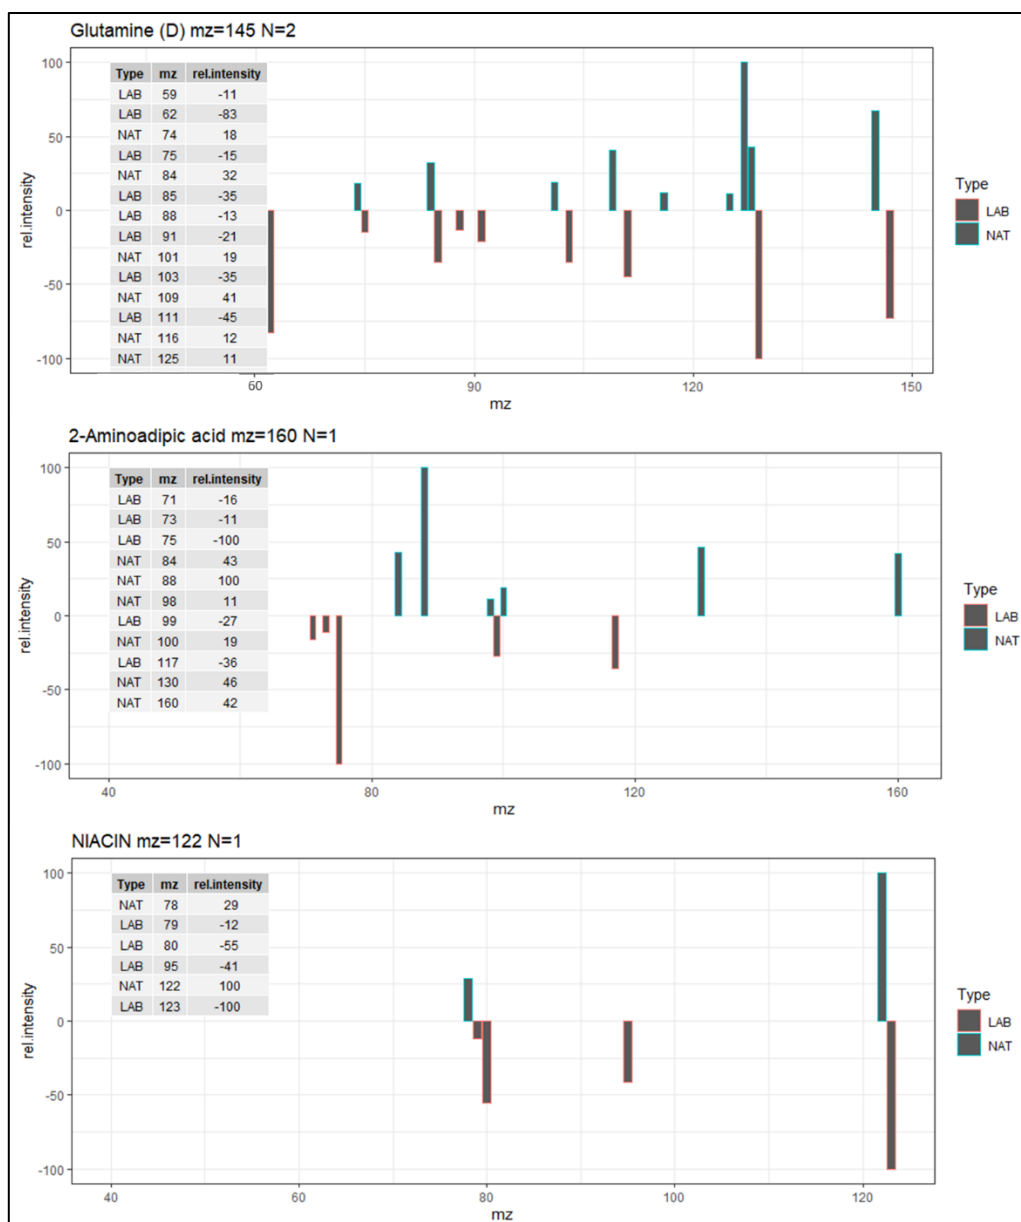 Glutamine (D) mz=145 N=2
Type mz rel.intensity
LAB 59 -11
LAB 62 -83
NAT 74 18
LAB 75 -15
NAT 84 32
LAB 85 -35
LAB 88 -13
LAB 91 -21
NAT 101 19
LAB 103 -35
NAT 109 41
LAB 111 -45
NAT 116 12
NAT 125 11
100
50
0
-50
-100
rel.intensity
60 90 120 150
mz
Type
LAB
NAT
2-Aminoadipic acid mz=160 N=1
Type mz rel.intensity
LAB 71 -16
LAB 73 -11
LAB 75 -100
NAT 84 43
NAT 88 100
NAT 98 11
LAB 99 -27
NAT 100 19
LAB 117 -36
NAT 130 46
NAT 160 42
100
50
0
-50
-100
rel.intensity
40 80 120 160
mz
Type
LAB
NAT
NIACIN mz=122 N=1
Type mz rel.intensity
NAT 78 29
LAB 79 -12
LAB 80 -55
LAB 95 -41
NAT 122 100
LAB 123 -100
100
50
0
-50
-100
rel.intensity
40 60 80 100 120
mz
Type
LAB
NAT